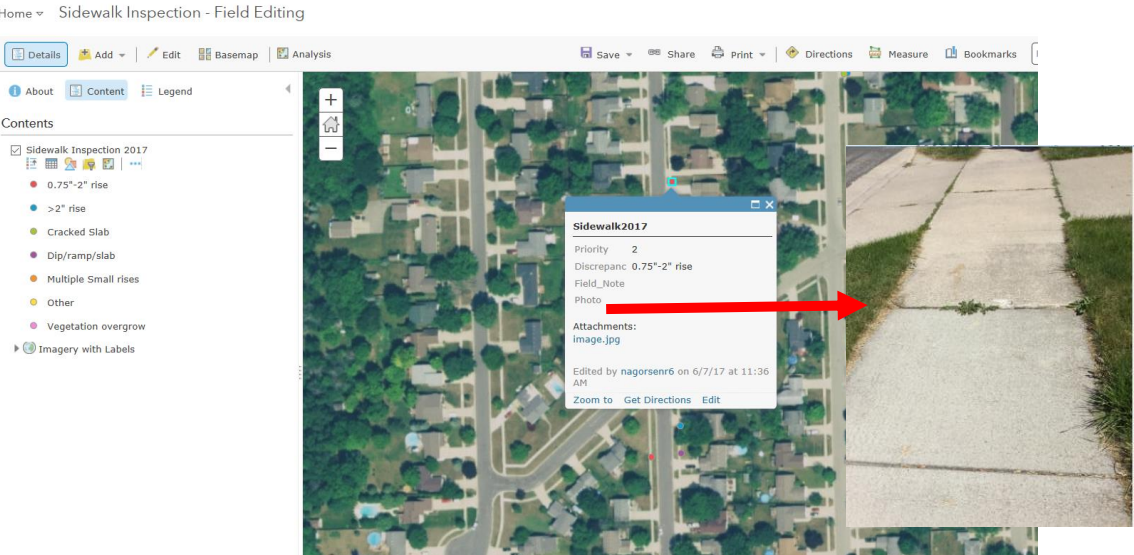 Home Sidewalk Inspection - Field Editing
Details Add Edit Basemap Analysis Save Share Print Directions Measure Bookmarks
About Content Legend
Contents
Sidewalk Inspection 2017
0.75"-2" rise
>2" rise
Cracked Slab
Dip/ramp/slab
Multiple Small rises
Other
Vegetation overgrow
Imagery with Labels
+
−
Sidewalk2017
Priority 2
Discrepanc 0.75"-2" rise
Field_Note
Photo
Attachments:
image.jpg
Edited by nagorsenr6 on 6/7/17 at 11:36
AM
Zoom to Get Directions Edit